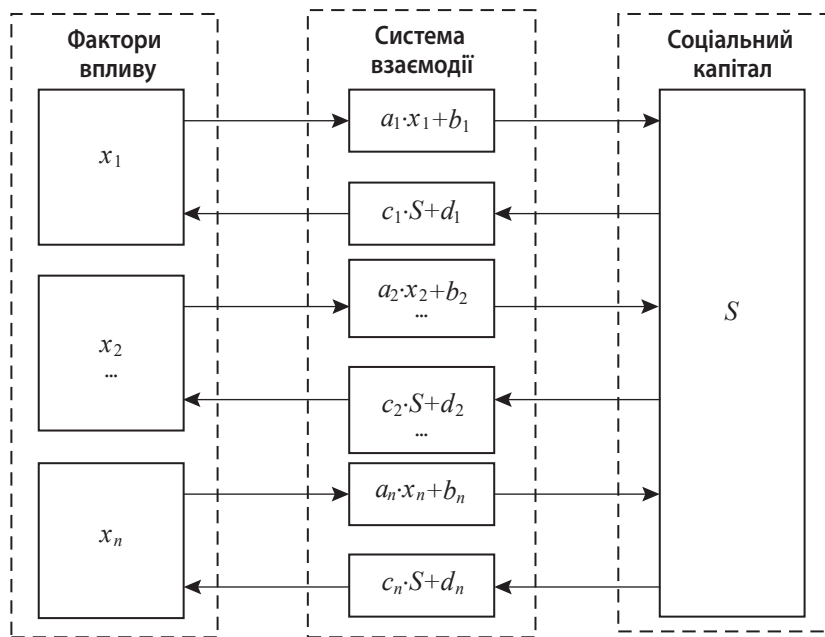 Фактори
впливу
Система
взаємодії
Соціальний
капітал
x₁
a₁·x₁+b₁
c₁·S+d₁
x₂
...
a₂·x₂+b₂
...
c₂·S+d₂
...
xₙ
aₙ·xₙ+bₙ
cₙ·S+dₙ
S